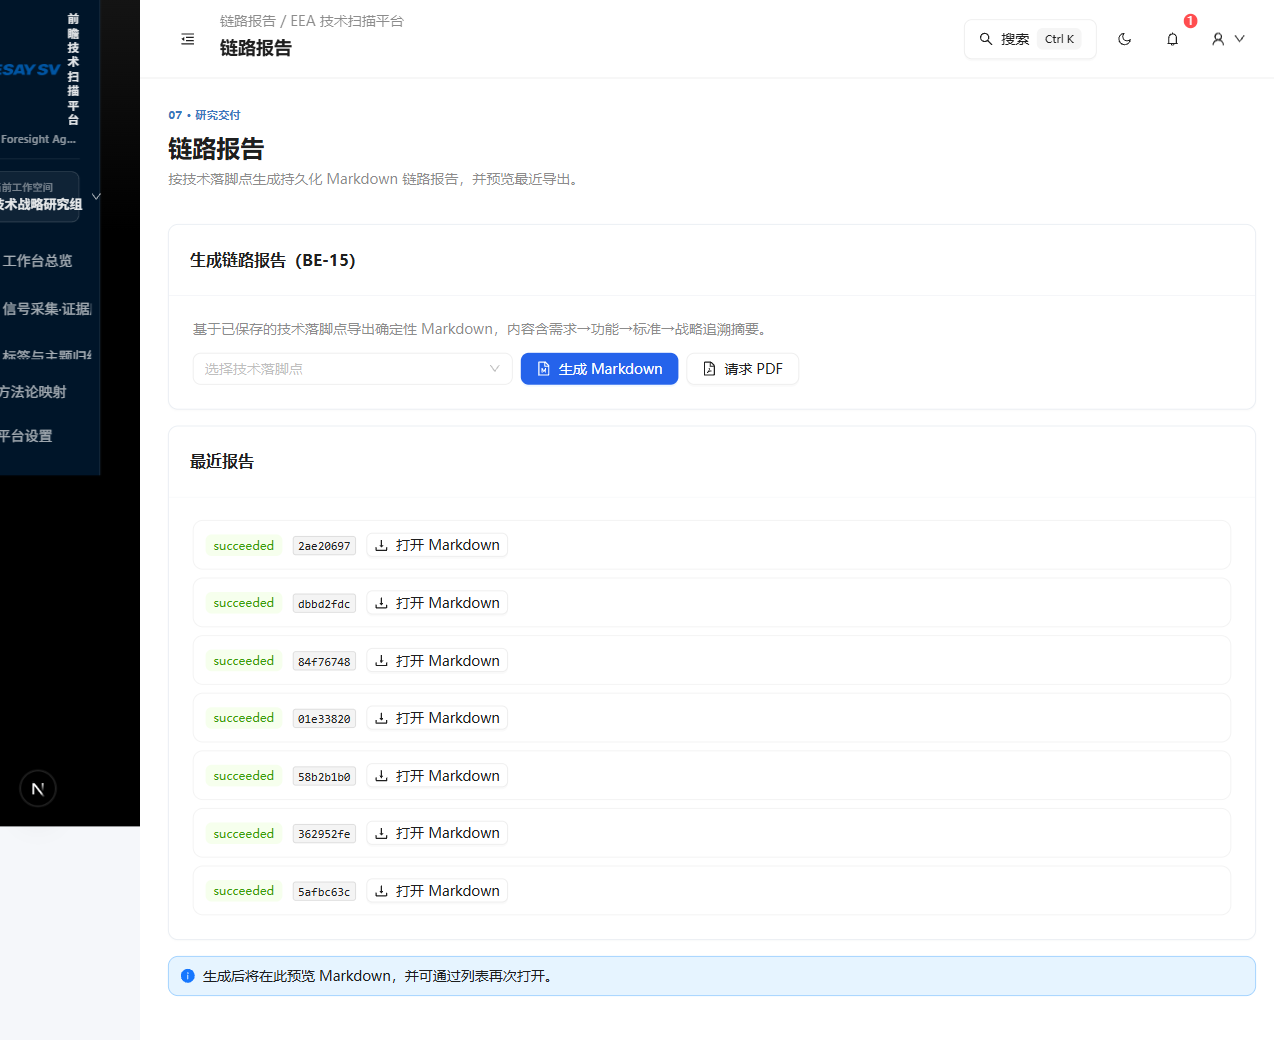 前瞻技术扫描平台
ESAY SV
Foresight Ag...
前工作空间
技术战略研究组
工作台总览
信号采集·证据
标签与主题归
方法论映射
平台设置
N
链路报告 / EEA 技术扫描平台
链路报告
搜索 Ctrl K
1
07 • 研究交付
链路报告
按技术落脚点生成持久化 Markdown 链路报告，并预览最近导出。
生成链路报告（BE-15）
基于已保存的技术落脚点导出确定性 Markdown，内容含需求→功能→标准→战略追溯摘要。
选择技术落脚点 生成 Markdown 请求 PDF
最近报告
succeeded 2ae20697 打开 Markdown
succeeded dbbd2fdc 打开 Markdown
succeeded 84f76748 打开 Markdown
succeeded 01e33820 打开 Markdown
succeeded 58b2b1b0 打开 Markdown
succeeded 362952fe 打开 Markdown
succeeded 5afbc63c 打开 Markdown
生成后将在此预览 Markdown，并可通过列表再次打开。